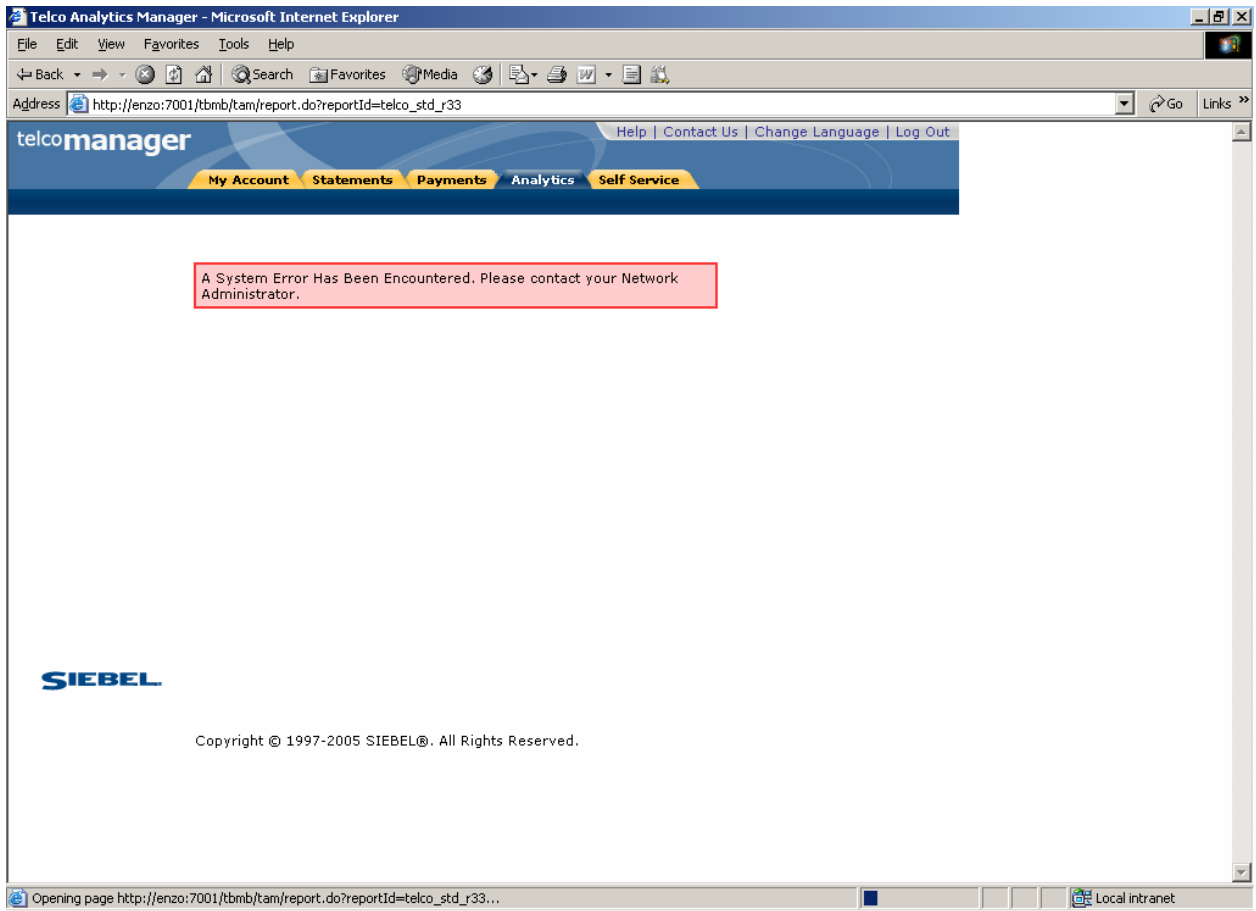 Telco Analytics Manager - Microsoft Internet Explorer
File Edit View Favorites Tools Help
Back Search Favorites Media
Address http://enzo:7001/tbmb/tam/report.do?reportId=telco_std_r33 Go Links »
telcomanager Help | Contact Us | Change Language | Log Out
My Account Statements Payments Analytics Self Service
A System Error Has Been Encountered. Please contact your Network
Administrator.
SIEBEL.
Copyright © 1997-2005 SIEBEL®. All Rights Reserved.
Opening page http://enzo:7001/tbmb/tam/report.do?reportId=telco_std_r33... Local intranet